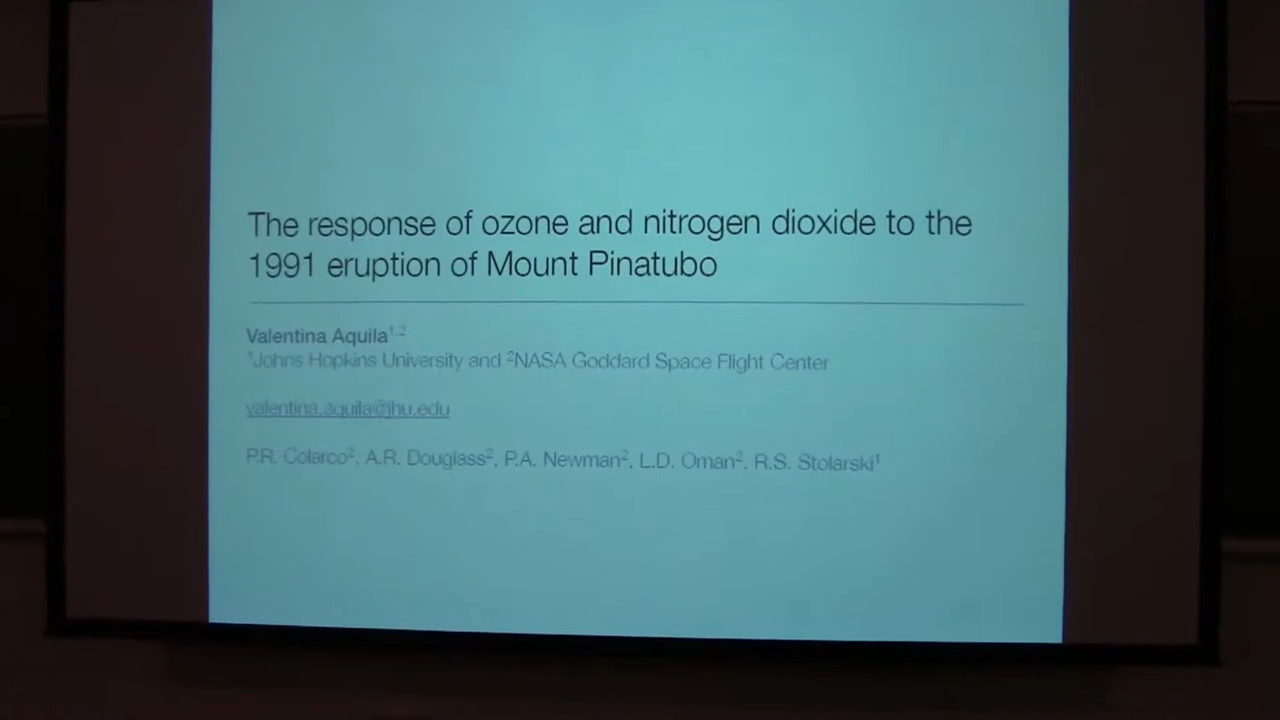 The response of ozone and nitrogen dioxide to the
1991 eruption of Mount Pinatubo
Valentina Aquila¹·²
¹Johns Hopkins University and ²NASA Goddard Space Flight Center
valentina.aquila@jhu.edu
P.R. Colarco², A.R. Douglass², P.A. Newman², L.D. Oman², R.S. Stolarski¹